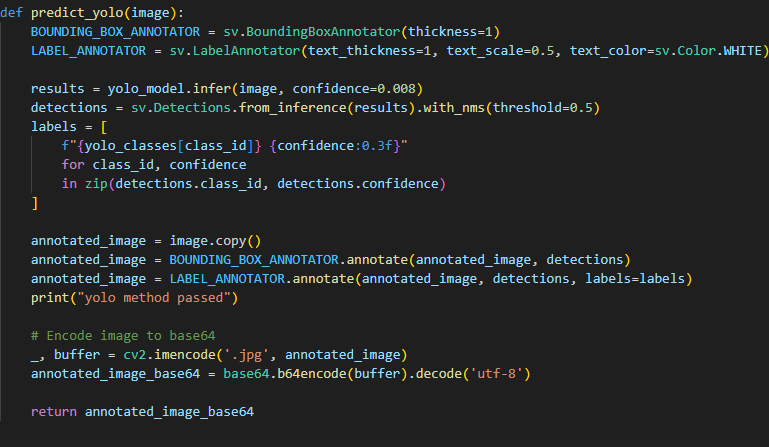 def predict_yolo(image):
    BOUNDING_BOX_ANNOTATOR = sv.BoundingBoxAnnotator(thickness=1)
    LABEL_ANNOTATOR = sv.LabelAnnotator(text_thickness=1, text_scale=0.5, text_color=sv.Color.WHITE)

    results = yolo_model.infer(image, confidence=0.008)
    detections = sv.Detections.from_inference(results).with_nms(threshold=0.5)
    labels = [
        f"{yolo_classes[class_id]} {confidence:0.3f}"
        for class_id, confidence
        in zip(detections.class_id, detections.confidence)
    ]

    annotated_image = image.copy()
    annotated_image = BOUNDING_BOX_ANNOTATOR.annotate(annotated_image, detections)
    annotated_image = LABEL_ANNOTATOR.annotate(annotated_image, detections, labels=labels)
    print("yolo method passed")

    # Encode image to base64
    _, buffer = cv2.imencode('.jpg', annotated_image)
    annotated_image_base64 = base64.b64encode(buffer).decode('utf-8')

    return annotated_image_base64